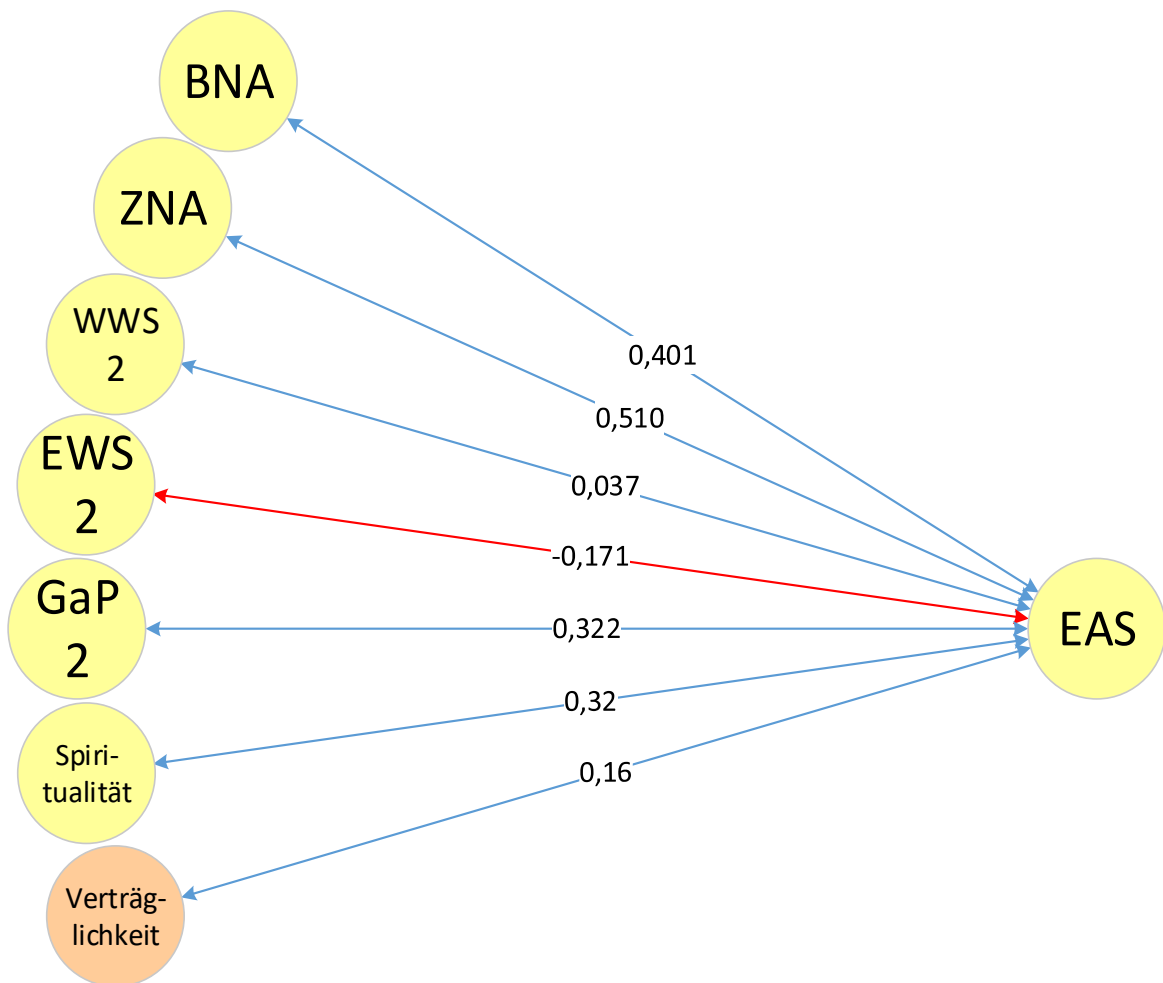 BNA
ZNA
WWS
2
EWS
2
GaP
2
Spiri-
tualität
Verträg-
lichkeit
0,401
0,510
0,037
-0,171
0,322
0,32
0,16
EAS